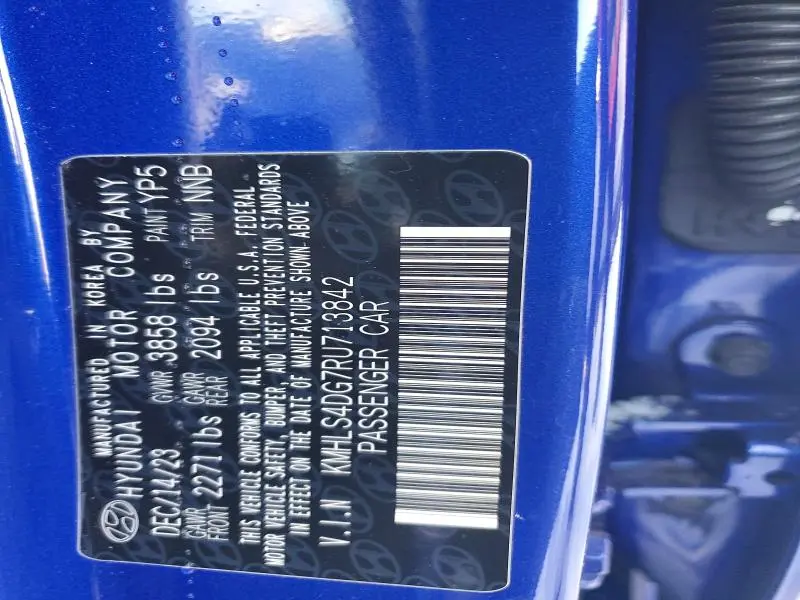 MANUFACTURED IN KOREA BY
HYUNDAI MOTOR COMPANY
DEC/14/23 GVWR 3858 lbs PAINT YP5
GAWR FRONT 2271 lbs GAWR REAR 2094 lbs TRIM NNB
THIS VEHICLE CONFORMS TO ALL APPLICABLE U.S.A. FEDERAL
MOTOR VEHICLE SAFETY, BUMPER, AND THEFT PREVENTION STANDARDS
IN EFFECT ON THE DATE OF MANUFACTURE SHOWN ABOVE
V.I.N KMHLS4DG7RU713842
PASSENGER CAR